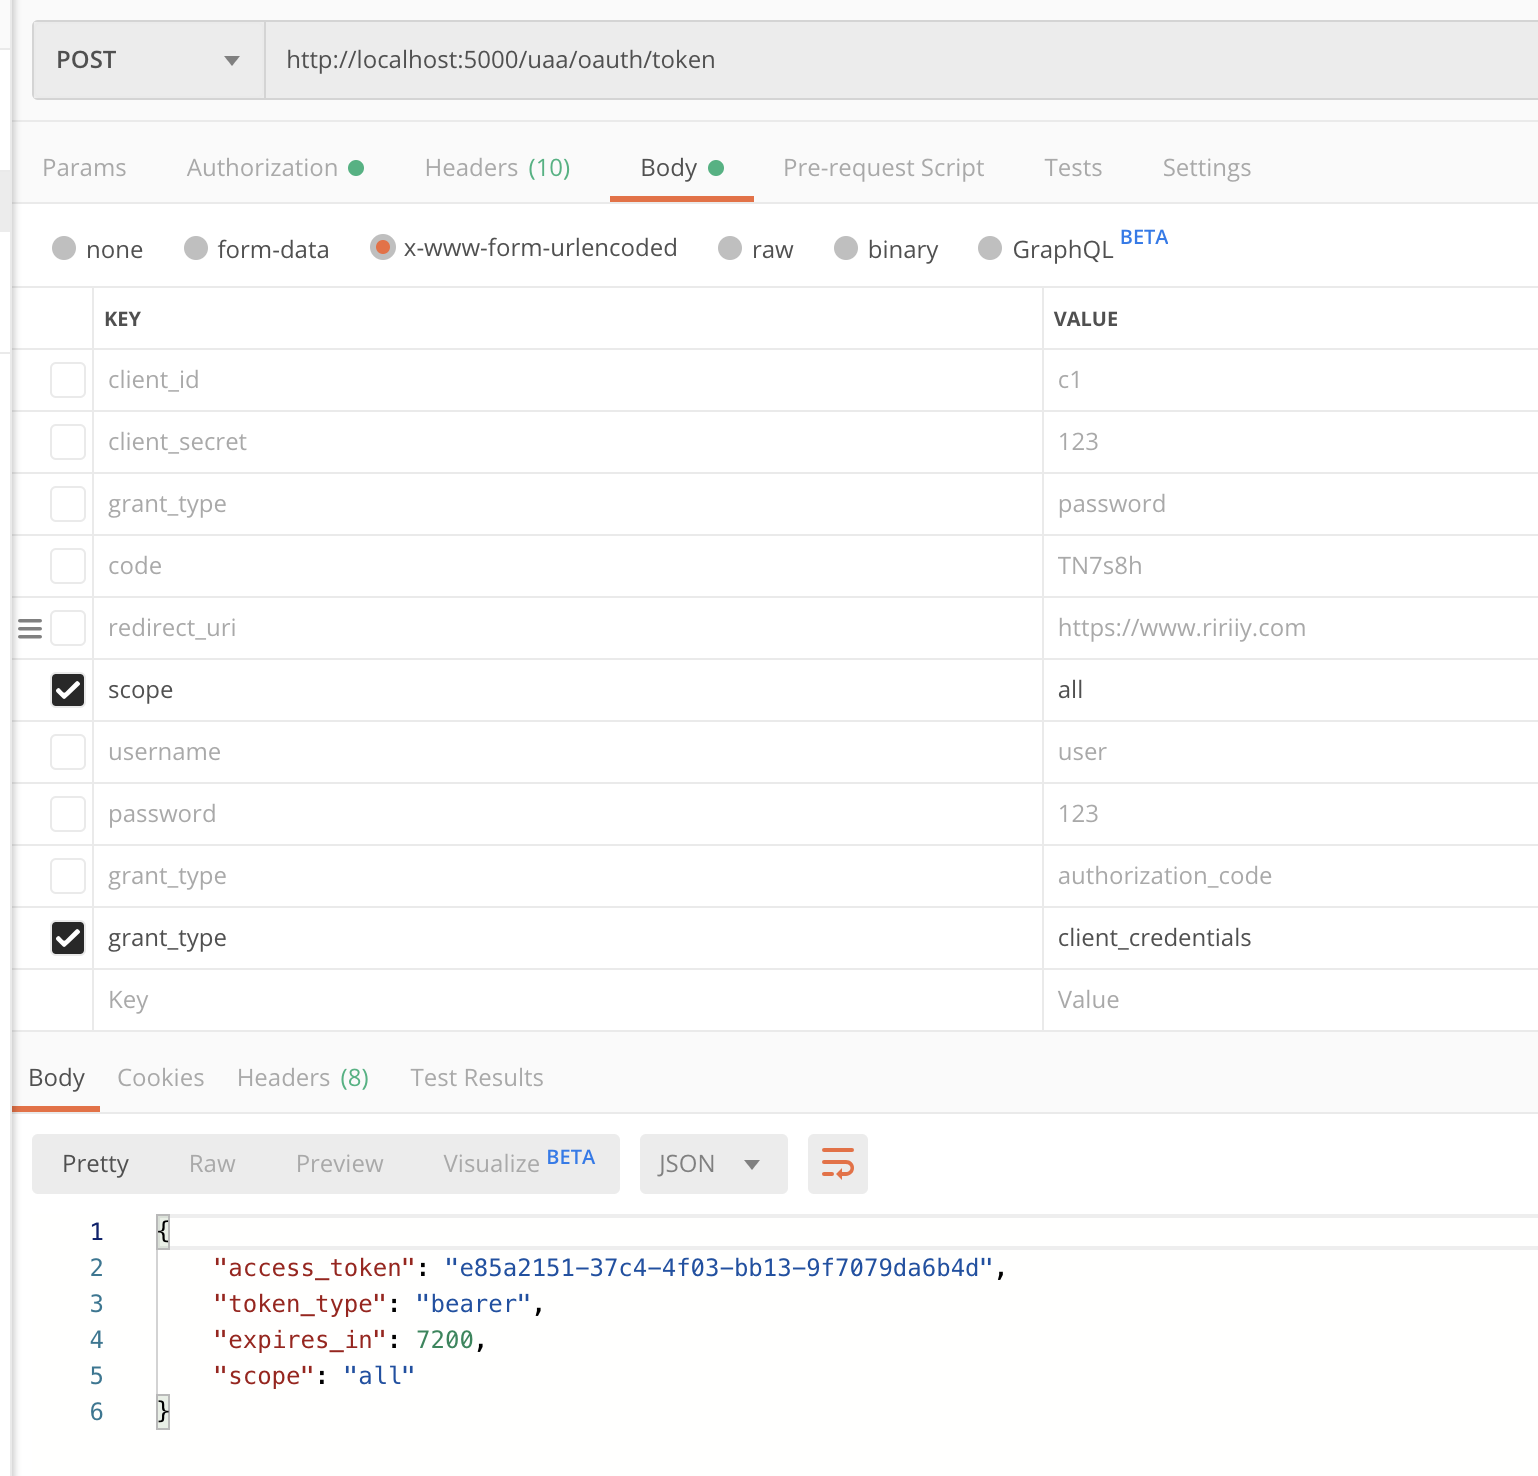 POST http://localhost:5000/uaa/oauth/token
Params Authorization Headers (10) Body Pre-request Script Tests Settings
none form-data x-www-form-urlencoded raw binary GraphQL BETA
KEY VALUE
client_id c1
client_secret 123
grant_type password
code TN7s8h
redirect_uri https://www.ririiy.com
scope all
username user
password 123
grant_type authorization_code
grant_type client_credentials
Key Value
Body Cookies Headers (8) Test Results
Pretty Raw Preview Visualize BETA JSON
1 {
2 "access_token": "e85a2151-37c4-4f03-bb13-9f7079da6b4d",
3 "token_type": "bearer",
4 "expires_in": 7200,
5 "scope": "all"
6 }